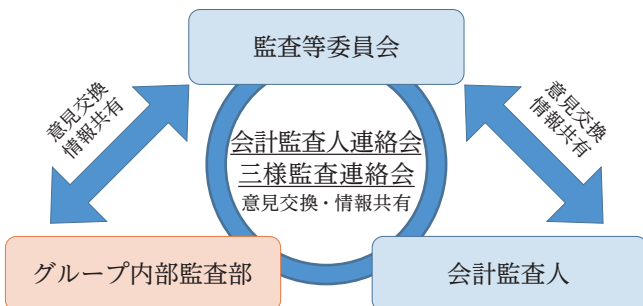 監査等委員会
意見交換
情報共有
意見交換
情報共有
会計監査人連絡会
三様監査連絡会
意見交換・情報共有
グループ内部監査部
会計監査人